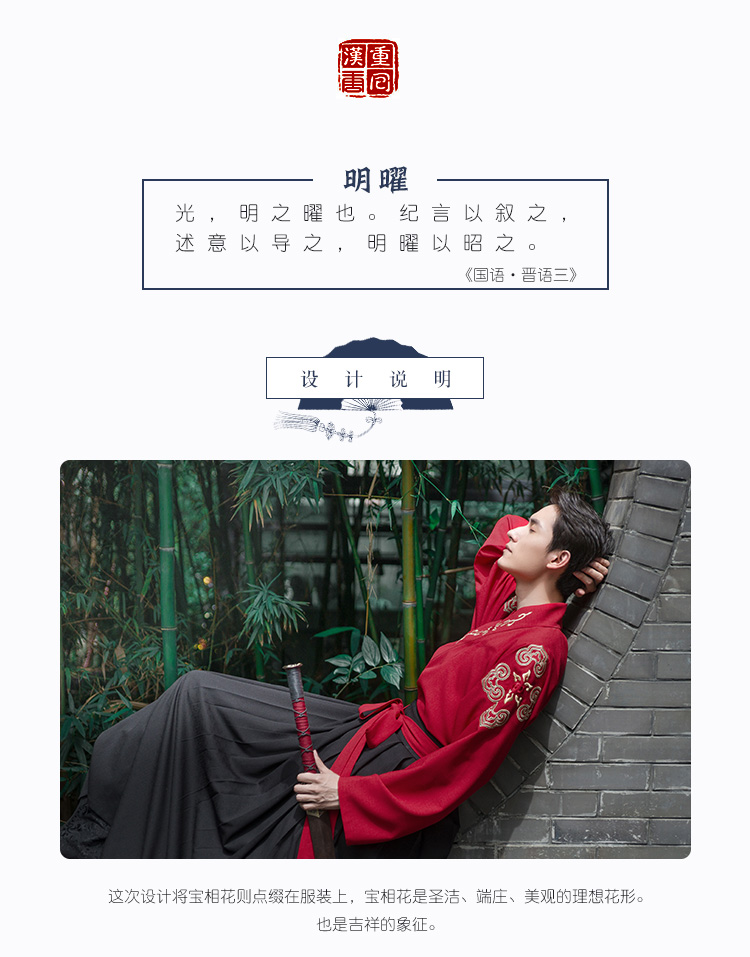 重回
漢唐
明曜
光，明之曜也。纪言以叙之，
述意以导之，明曜以昭之。
《国语·晋语三》
设计说明
这次设计将宝相花则点缀在服装上，宝相花是圣洁、端庄、美观的理想花形。
也是吉祥的象征。